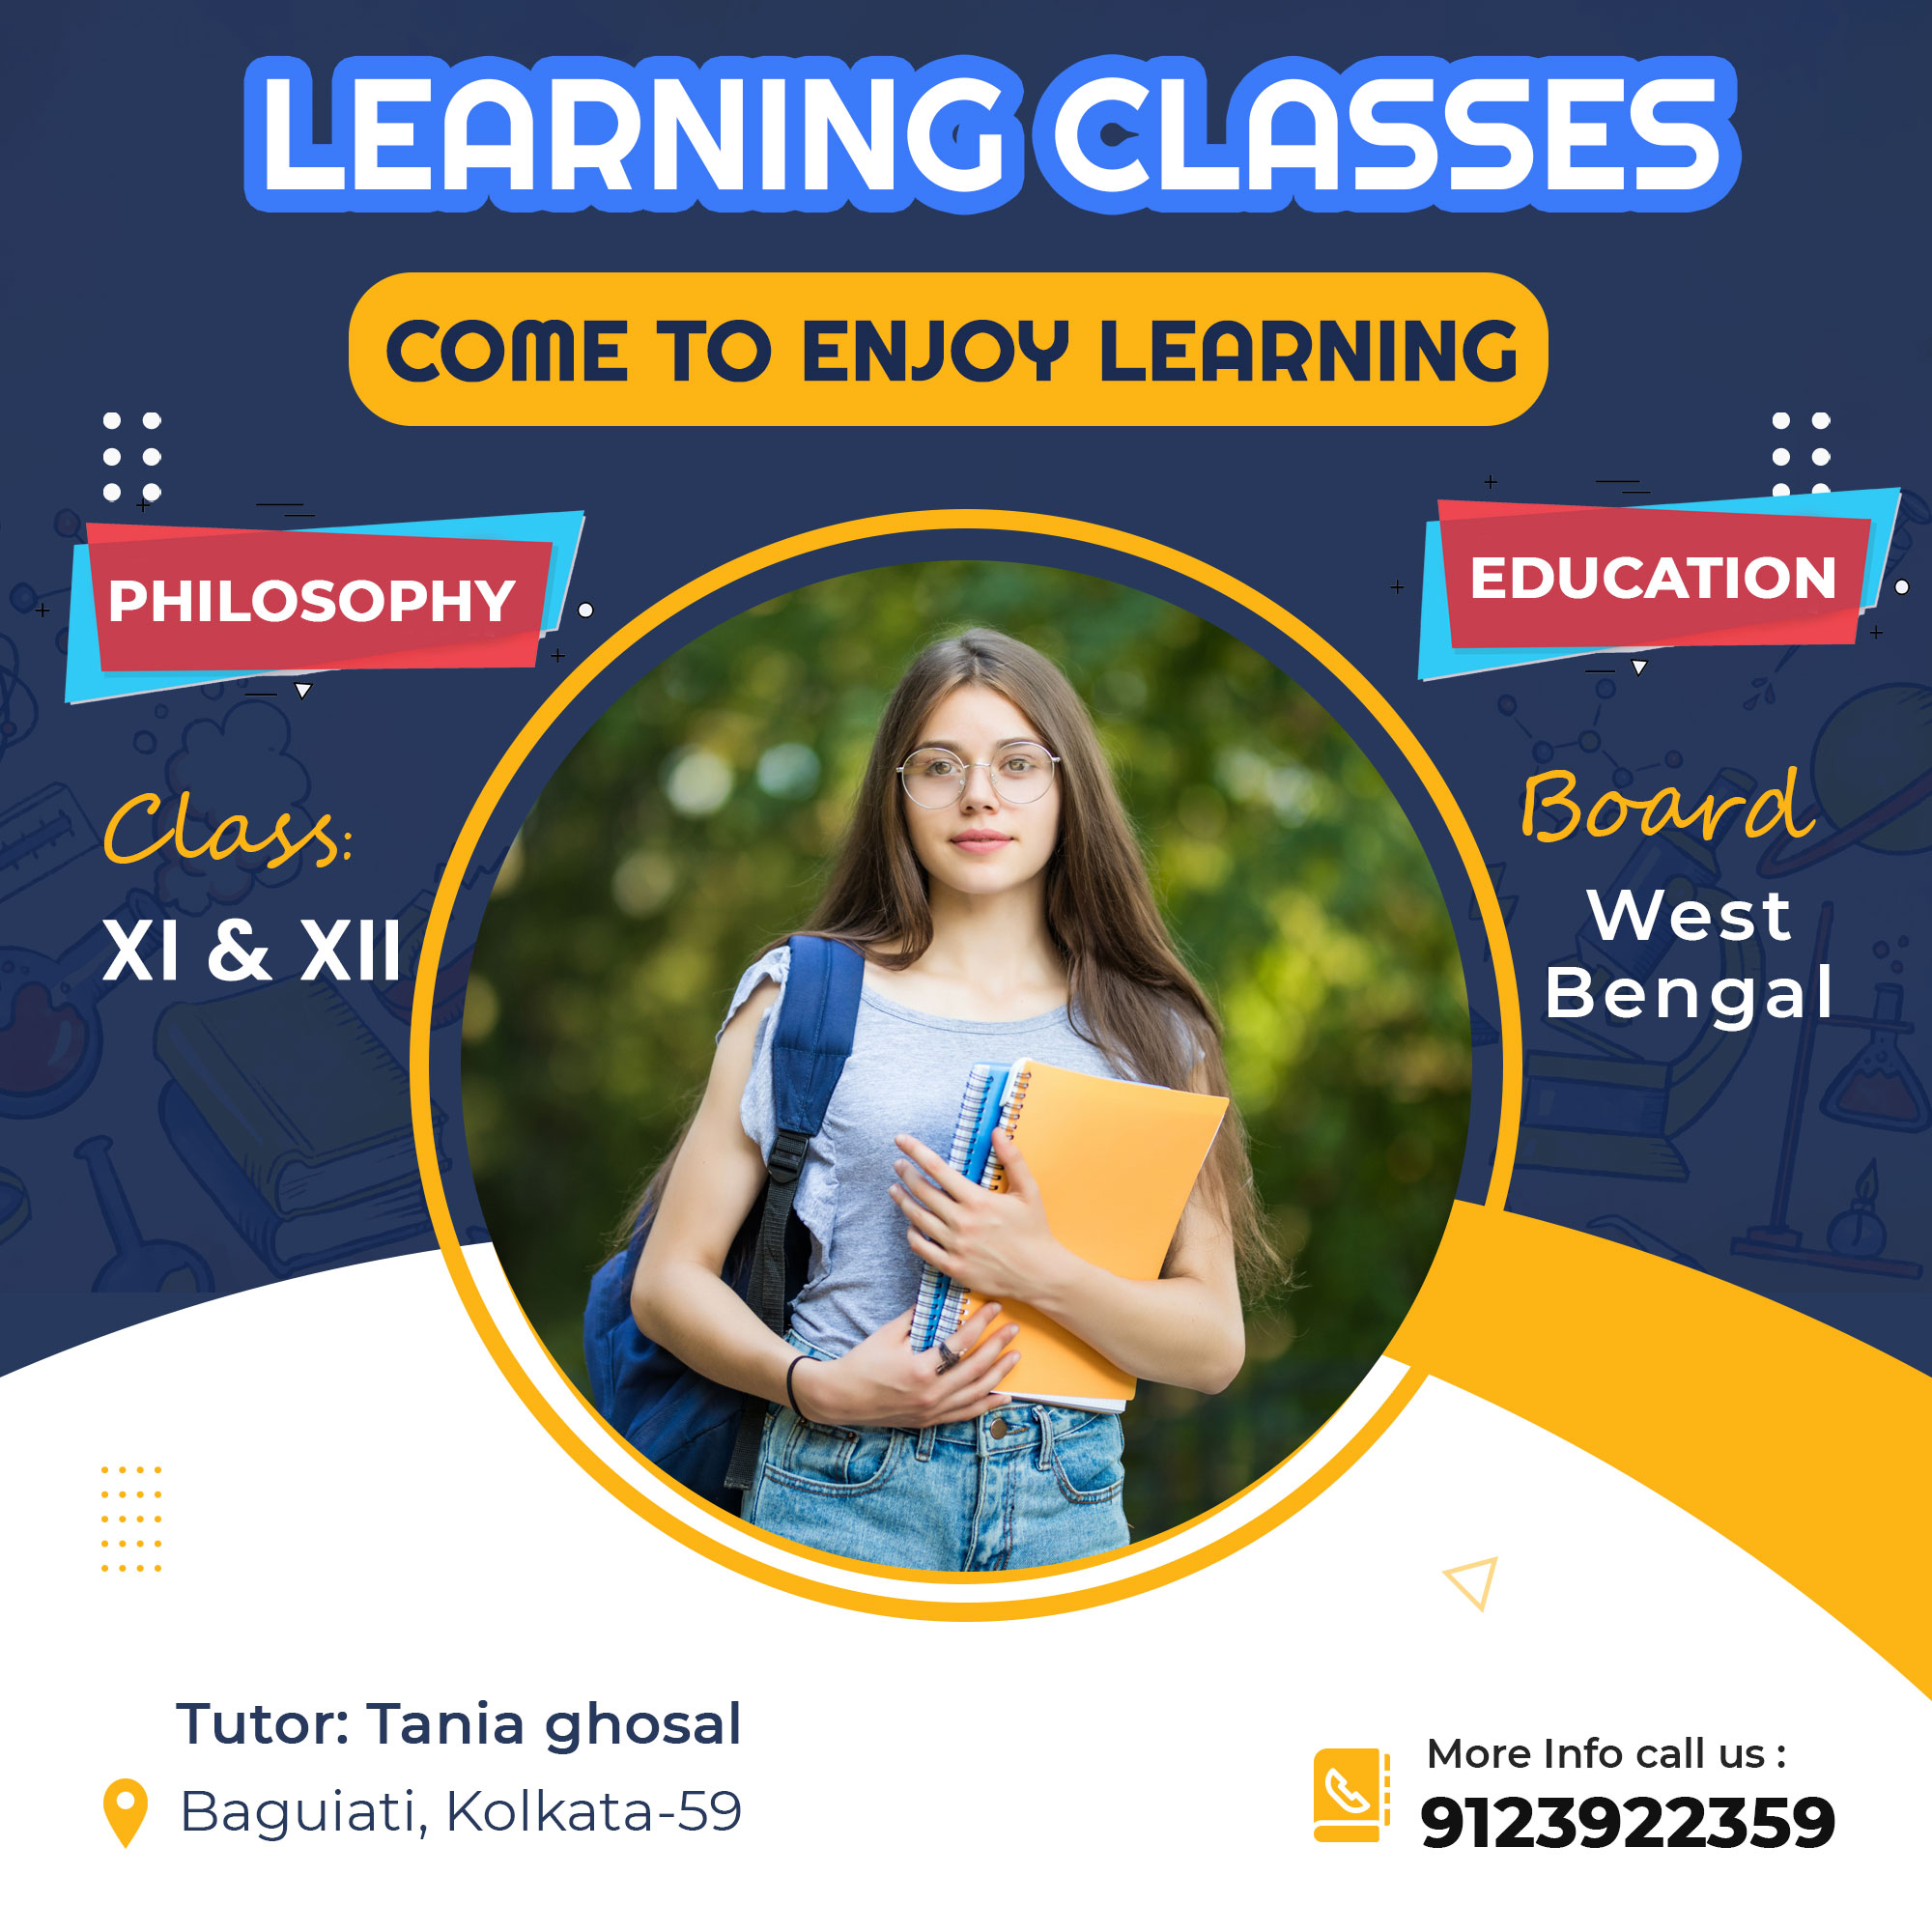 LEARNING CLASSES
COME TO ENJOY LEARNING
PHILOSOPHY
EDUCATION
Class:
XI & XII
Board
West
Bengal
Tutor: Tania ghosal
Baguiati, Kolkata-59
More Info call us :
9123922359